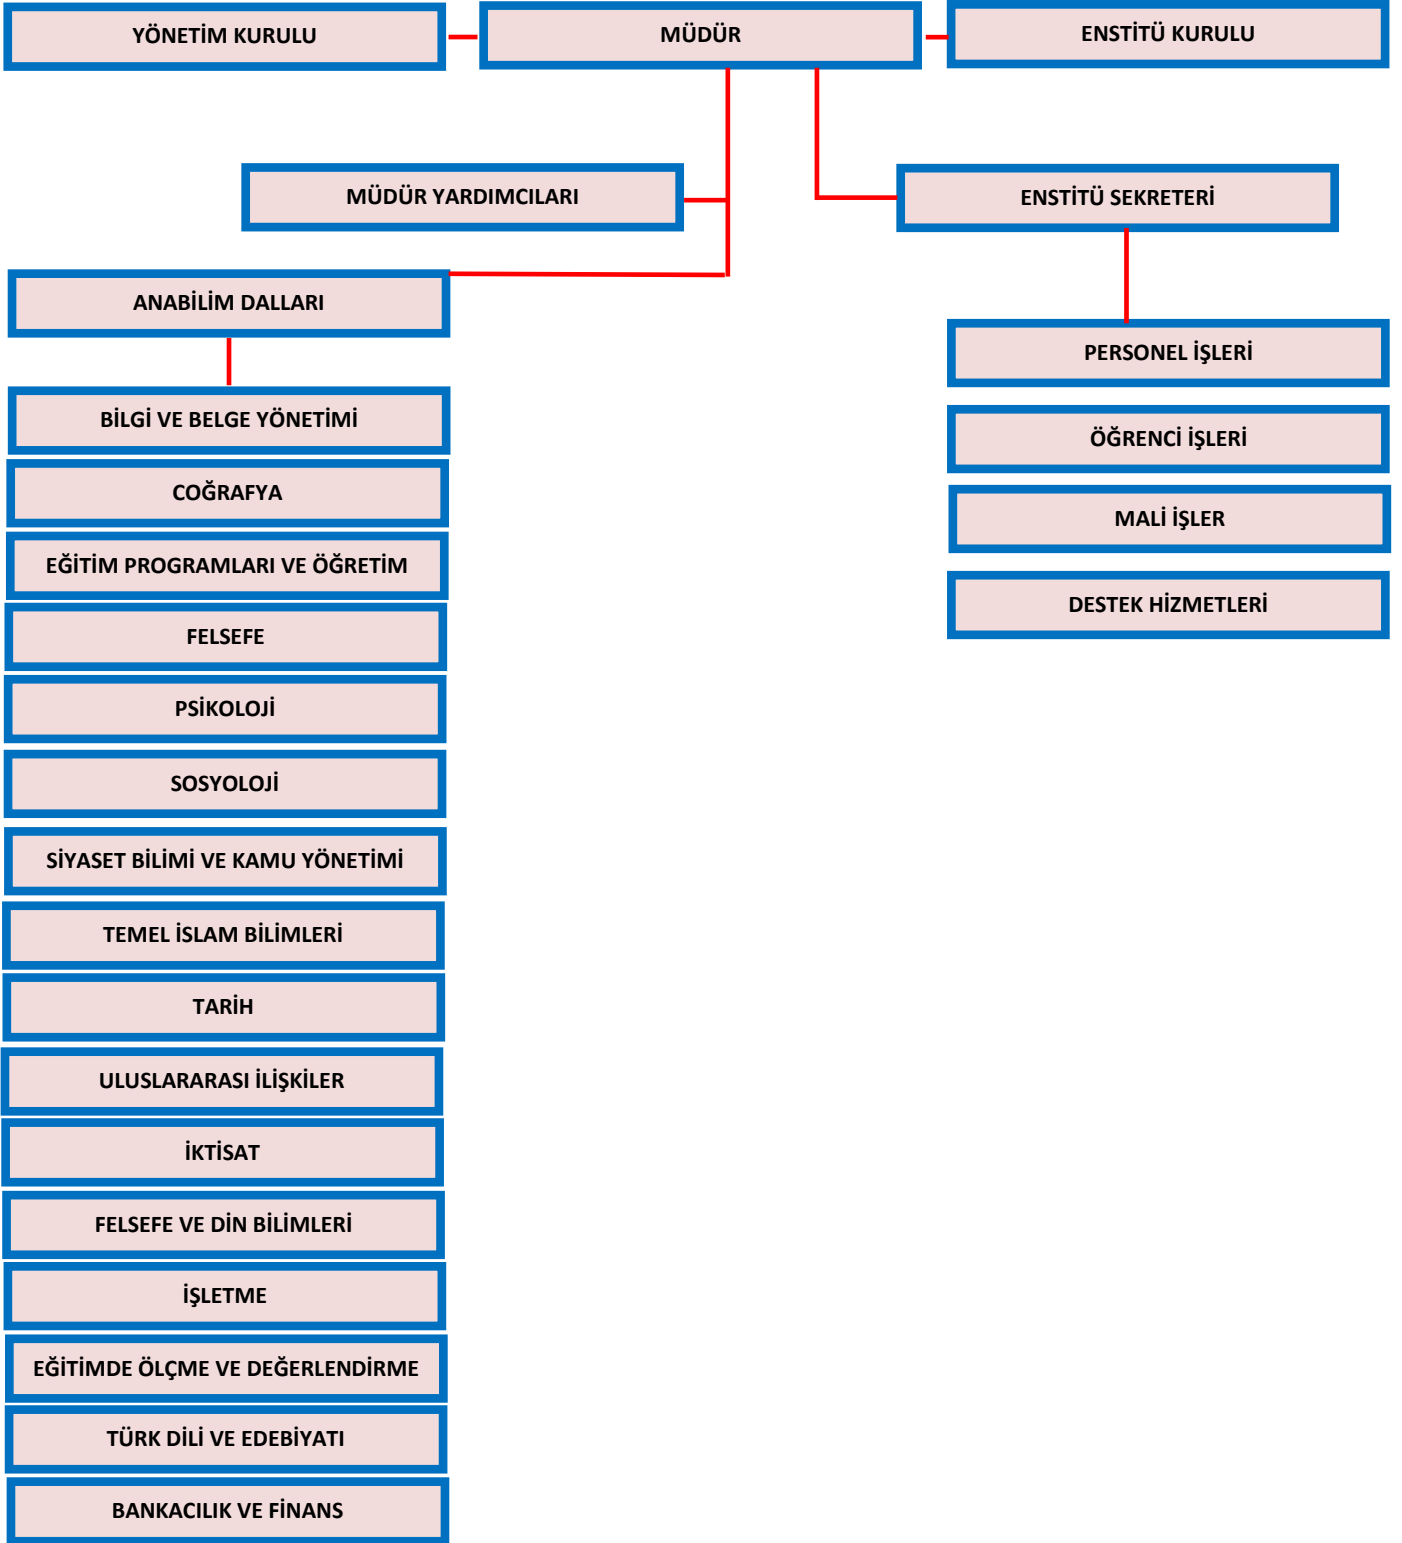 YÖNETİM KURULU
MÜDÜR
ENSTİTÜ KURULU
MÜDÜR YARDIMCILARI
ENSTİTÜ SEKRETERİ
ANABİLİM DALLARI
BİLGİ VE BELGE YÖNETİMİ
COĞRAFYA
EĞİTİM PROGRAMLARI VE ÖĞRETİM
FELSEFE
PSİKOLOJİ
SOSYOLOJİ
SİYASET BİLİMİ VE KAMU YÖNETİMİ
TEMEL İSLAM BİLİMLERİ
TARİH
ULUSLARARASI İLİŞKİLER
İKTİSAT
FELSEFE VE DİN BİLİMLERİ
İŞLETME
EĞİTİMDE ÖLÇME VE DEĞERLENDİRME
TÜRK DİLİ VE EDEBİYATI
BANKACILIK VE FİNANS
PERSONEL İŞLERİ
ÖĞRENCİ İŞLERİ
MALİ İŞLER
DESTEK HİZMETLERİ